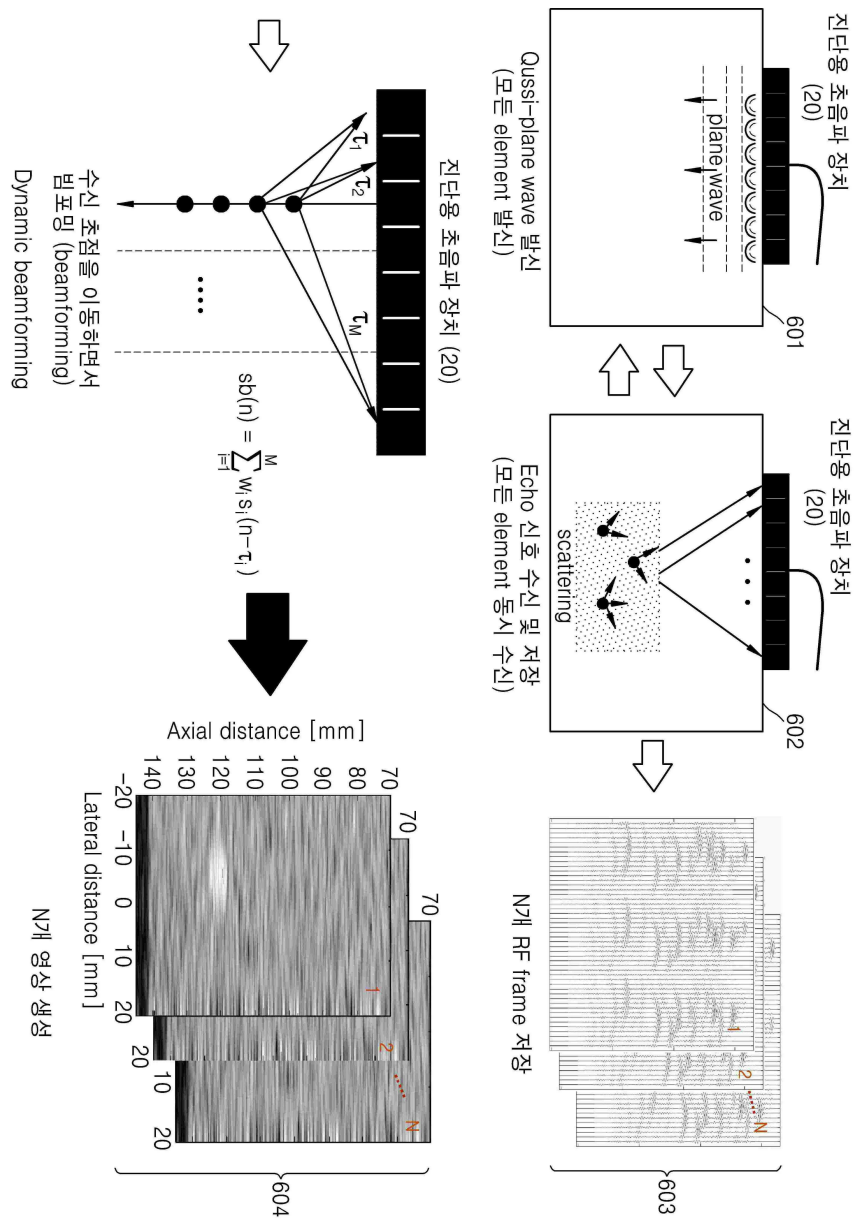 진단용 초음파 장치
(20)
601
plane wave
Qussi-plane wave 발신
(모든 element 발신)
진단용 초음파 장치
(20)
602
scattering
Echo 신호 수신 및 저장
(모든 element 동시 수신)
1
2
N
N개 RF frame 저장
603
진단용 초음파 장치 (20)
τ1
τ2
τM
수신 초점을 이동하면서
빔포밍 (beamforming)
Dynamic beamforming
sb(n) = M∑i=1 wisi(n-τi)
Axial distance [mm]
70
80
90
100
110
120
130
140
-20
-10
0
10
20
Lateral distance [mm]
70
70
1
2
N
20
10
20
N개 영상 생성
604